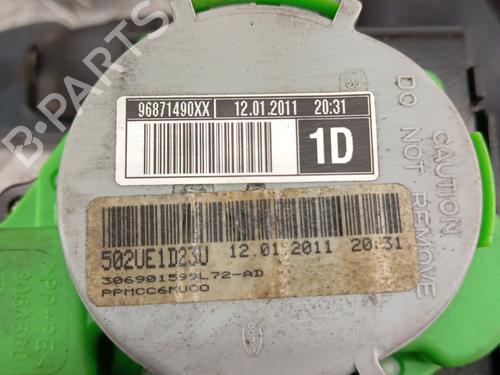 96871490XX 12.01.2011 20:31
1D
502UE1D23U 12.01.2011 20:31
306901599L72-AD
PPMCC6MUCO
CAUTION
DO NOT REMOVE
B-PARTS